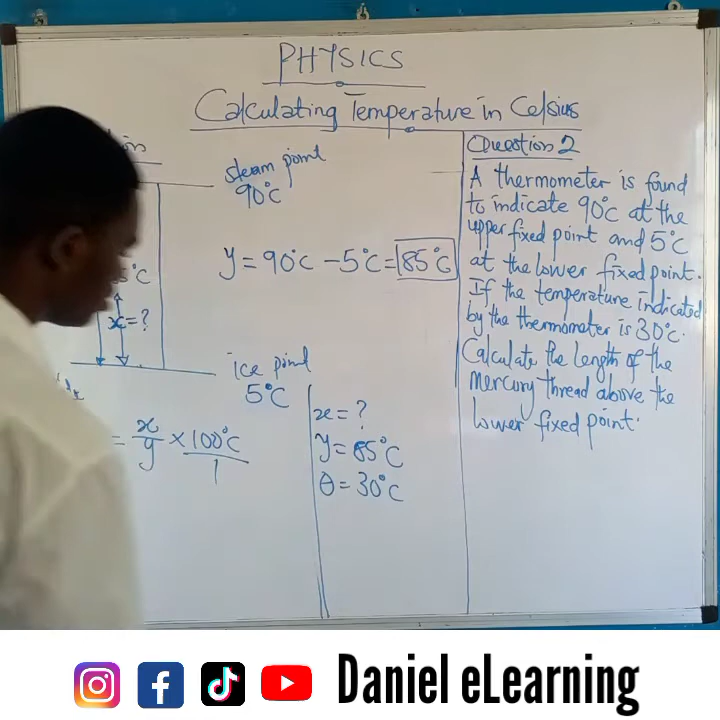 PHYSICS
Calculating Temperature in Celsius
steam point
90°C
y = 90°C - 5°C = 85°C
x = ?
ice point
5°C
= x/y × 100°C/1
x = ?
y = 85°C
θ = 30°C
Question 2
A thermometer is found
to indicate 90°C at the
upper fixed point and 5°C
at the lower fixed point.
If the temperature indicated
by the thermometer is 30°C.
Calculate the length of the
Mercury thread above the
lower fixed point.
Daniel eLearning